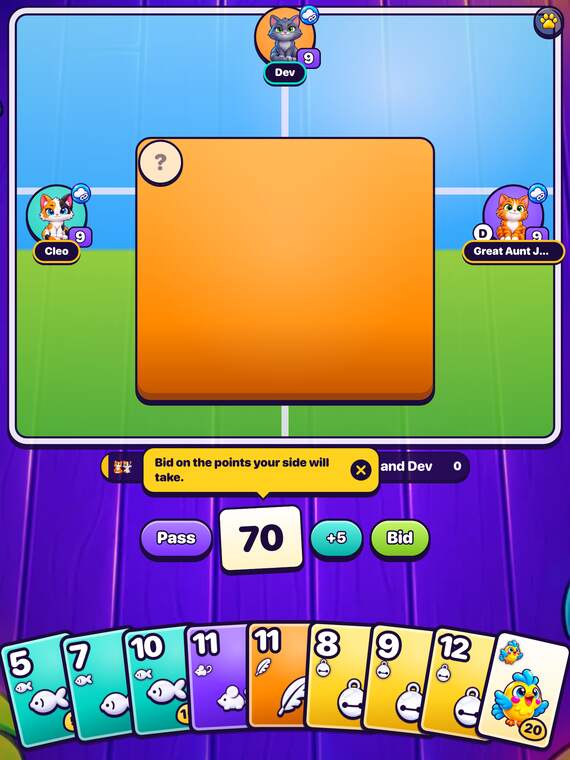 9
Dev
?
9
Cleo
D
9
Great Aunt J...
Bid on the points your side will
take.
and Dev 0
Pass
70
+5
Bid
5
7
10
11
11
8
9
12
20